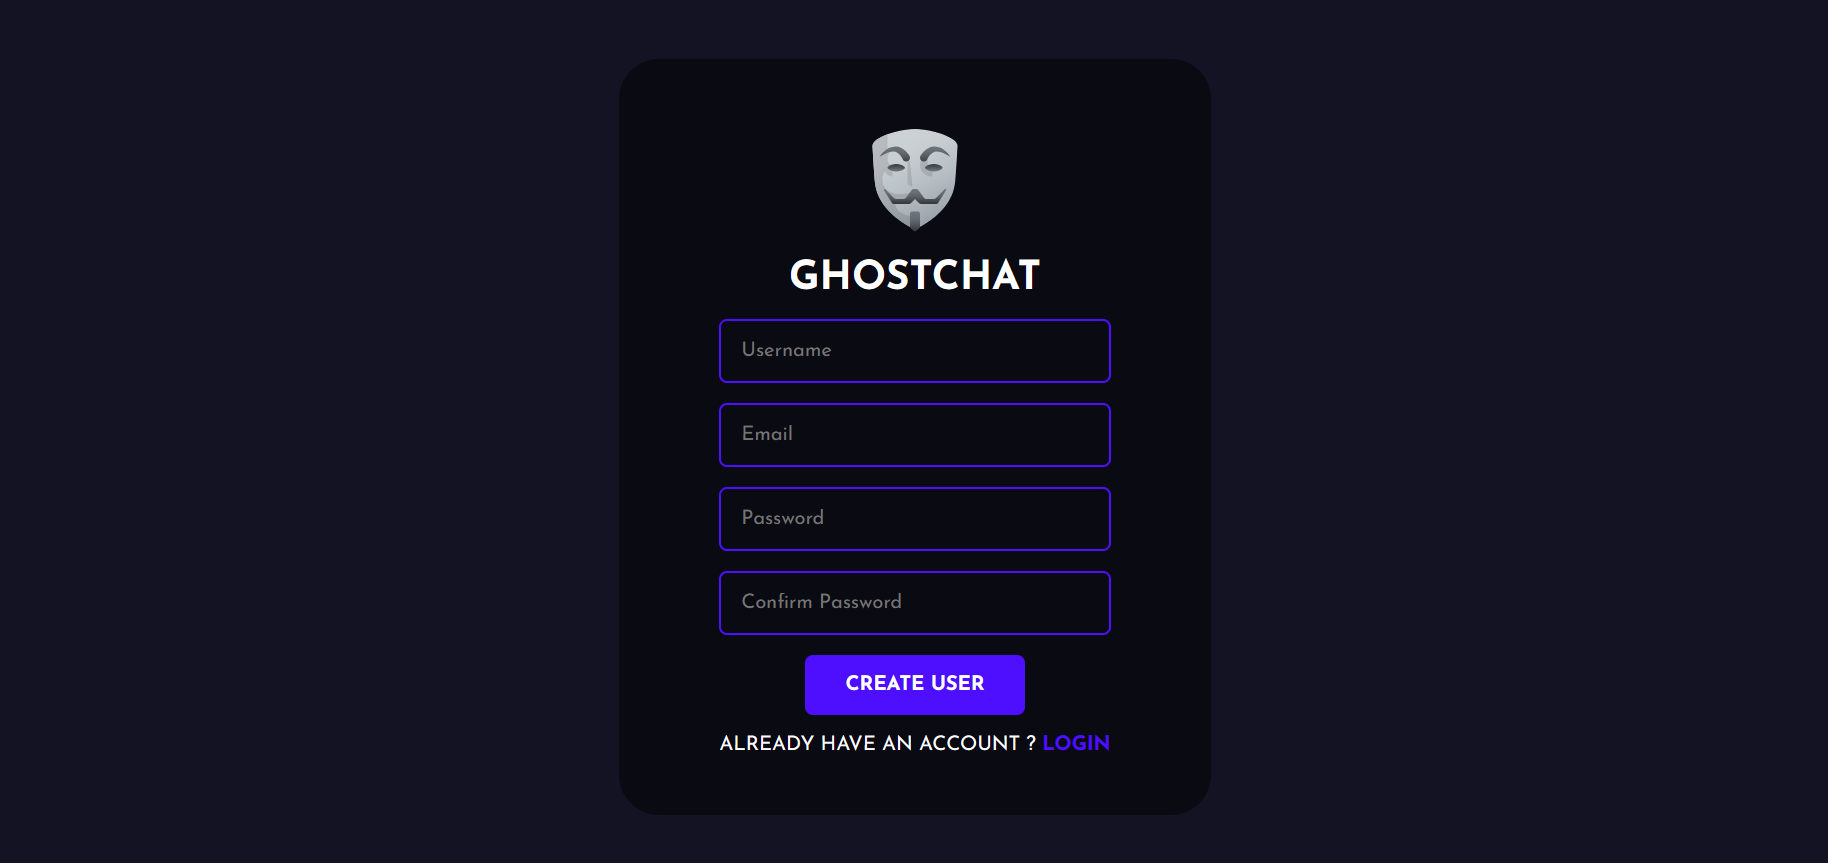 GHOSTCHAT
Username
Email
Password
Confirm Password
CREATE USER
ALREADY HAVE AN ACCOUNT ? LOGIN